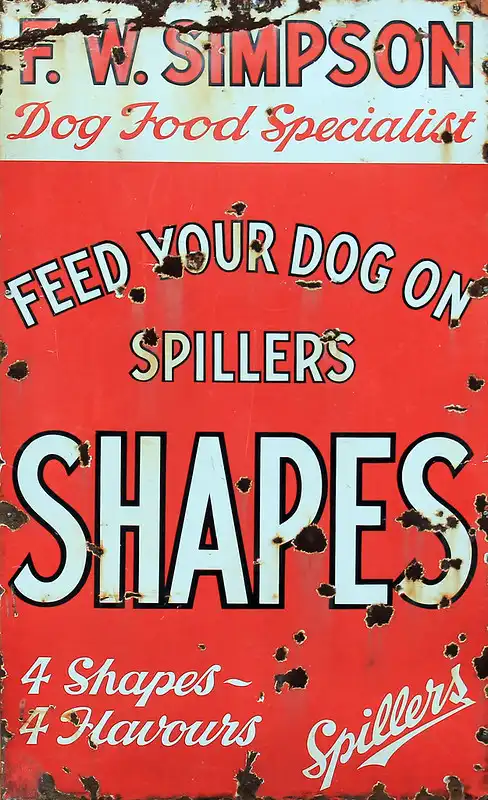 F. W. SIMPSON
Dog Food Specialist
FEED YOUR DOG ON
SPILLERS
SHAPES
4 Shapes~
4 Flavours
Spillers